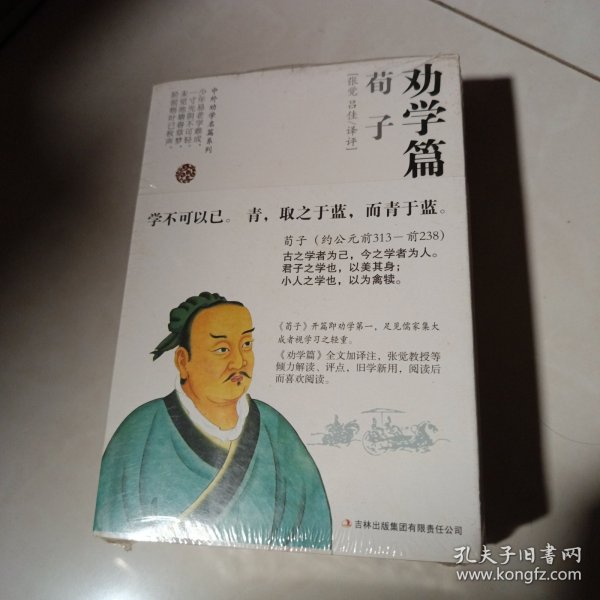 劝学篇
荀子
[张觉 吕佳/译评]
中外劝学名篇系列
少年易老学难成，
一寸光阴不可轻。
未觉池塘春草梦，
阶前梧叶已秋声。
学不可以已。 青，取之于蓝，而青于蓝。
荀子（约公元前313－前238）
古之学者为己，今之学者为人。
君子之学也，以美其身；
小人之学也，以为禽犊。
《荀子》开篇即劝学第一，足见儒家集大
成者视学习之轻重。
《劝学篇》全文加译注，张觉教授等
倾力解读、评点，旧学新用，阅读后
而喜欢阅读。
吉林出版集团有限责任公司
孔夫子旧书网
www.kongfz.com